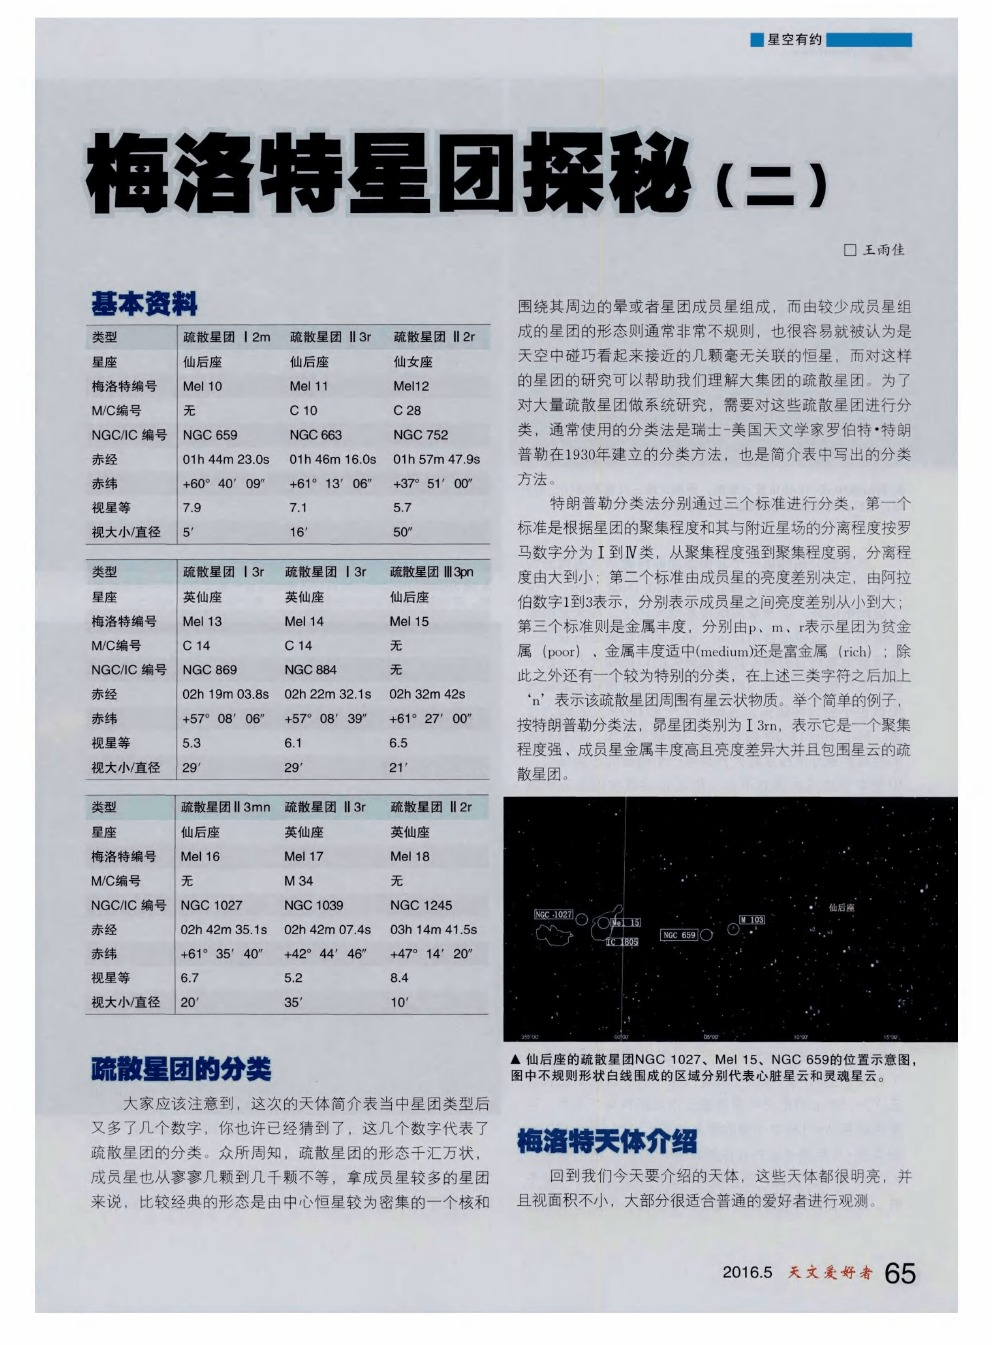 星空有约
梅洛特星团探秘（二）
□ 王雨佳
基本资料
类型 疏散星团 Ⅰ2m 疏散星团 Ⅱ3r 疏散星团 Ⅱ2r
星座 仙后座 仙后座 仙女座
梅洛特编号 Mel 10 Mel 11 Mel12
M/C编号 无 C 10 C 28
NGC/IC 编号 NGC 659 NGC 663 NGC 752
赤经 01h 44m 23.0s 01h 46m 16.0s 01h 57m 47.9s
赤纬 +60° 40′ 09″ +61° 13′ 06″ +37° 51′ 00″
视星等 7.9 7.1 5.7
视大小/直径 5′ 16′ 50″
类型 疏散星团 Ⅰ3r 疏散星团 Ⅰ3r 疏散星团 Ⅲ3pn
星座 英仙座 英仙座 仙后座
梅洛特编号 Mel 13 Mel 14 Mel 15
M/C编号 C 14 C 14 无
NGC/IC 编号 NGC 869 NGC 884 无
赤经 02h 19m 03.8s 02h 22m 32.1s 02h 32m 42s
赤纬 +57° 08′ 06″ +57° 08′ 39″ +61° 27′ 00″
视星等 5.3 6.1 6.5
视大小/直径 29′ 29′ 21′
类型 疏散星团Ⅱ3mn 疏散星团 Ⅱ3r 疏散星团 Ⅱ2r
星座 仙后座 英仙座 英仙座
梅洛特编号 Mel 16 Mel 17 Mel 18
M/C编号 无 M 34 无
NGC/IC 编号 NGC 1027 NGC 1039 NGC 1245
赤经 02h 42m 35.1s 02h 42m 07.4s 03h 14m 41.5s
赤纬 +61° 35′ 40″ +42° 44′ 46″ +47° 14′ 20″
视星等 6.7 5.2 8.4
视大小/直径 20′ 35′ 10′
疏散星团的分类
大家应该注意到，这次的天体简介表当中星团类型后
又多了几个数字，你也许已经猜到了，这几个数字代表了
疏散星团的分类。众所周知，疏散星团的形态千汇万状，
成员星也从寥寥几颗到几千颗不等，拿成员星较多的星团
来说，比较经典的形态是由中心恒星较为密集的一个核和
围绕其周边的晕或者星团成员星组成，而由较少成员星组
成的星团的形态则通常非常不规则，也很容易就被认为是
天空中碰巧看起来接近的几颗毫无关联的恒星，而对这样
的星团的研究可以帮助我们理解大集团的疏散星团。为了
对大量疏散星团做系统研究，需要对这些疏散星团进行分
类，通常使用的分类法是瑞士-美国天文学家罗伯特•特朗
普勒在1930年建立的分类方法，也是简介表中写出的分类
方法。
特朗普勒分类法分别通过三个标准进行分类，第一个
标准是根据星团的聚集程度和其与附近星场的分离程度按罗
马数字分为Ⅰ到Ⅳ类，从聚集程度强到聚集程度弱，分离程
度由大到小；第二个标准由成员星的亮度差别决定，由阿拉
伯数字1到3表示，分别表示成员星之间亮度差别从小到大；
第三个标准则是金属丰度，分别由p、m、r表示星团为贫金
属（poor）、金属丰度适中(medium)还是富金属（rich）；除
此之外还有一个较为特别的分类，在上述三类字符之后加上
‘n’表示该疏散星团周围有星云状物质。举个简单的例子，
按特朗普勒分类法，昴星团类别为Ⅰ3rn，表示它是一个聚集
程度强、成员星金属丰度高且亮度差异大并且包围星云的疏
散星团。
仙后座
NGC 1027
Mel 15
M 103
NGC 659
IC 1805
▲ 仙后座的疏散星团NGC 1027、Mel 15、NGC 659的位置示意图，
图中不规则形状白线围成的区域分别代表心脏星云和灵魂星云。
梅洛特天体介绍
回到我们今天要介绍的天体，这些天体都很明亮，并
且视面积不小，大部分很适合普通的爱好者进行观测。
2016.5 天文爱好者 65